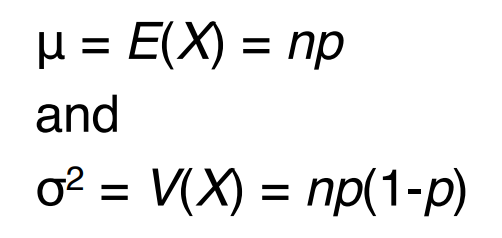 μ = E(X) = np
and
σ² = V(X) = np(1-p)